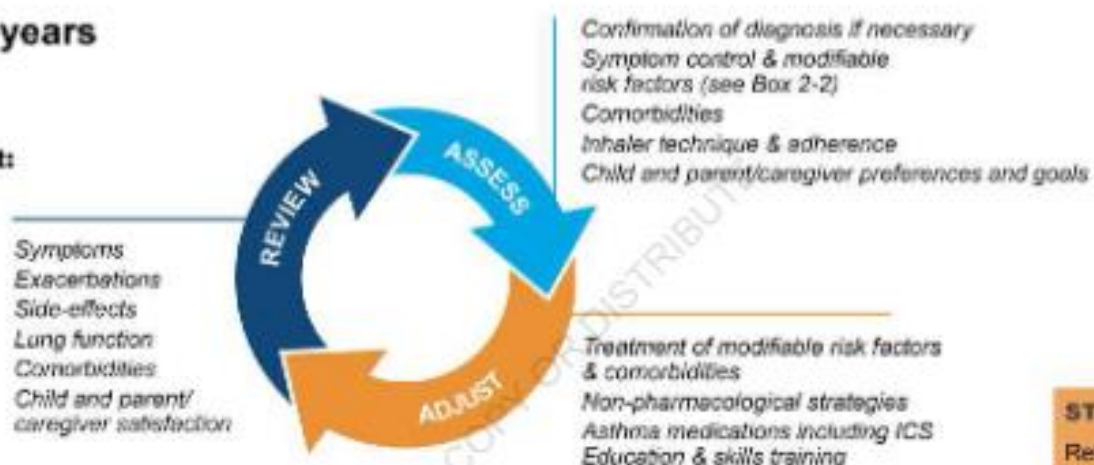 years
t:
Confirmation of diagnosis if necessary
Symptom control & modifiable
risk factors (see Box 2-2)
Comorbidities
Inhaler technique & adherence
Child and parent/caregiver preferences and goals
REVIEW
ASSESS
ADJUST
Symptoms
Exacerbations
Side-effects
Lung function
Comorbidities
Child and parent/
caregiver satisfaction
Treatment of modifiable risk factors
& comorbidities
Non-pharmacological strategies
Asthma medications including ICS
Education & skills training
COPY OR DISTRIBUT
ST
Re